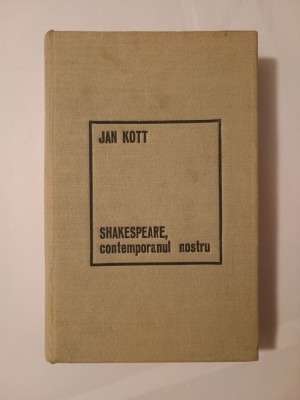 JAN KOTT
SHAKESPEARE,
contemporanul nostru